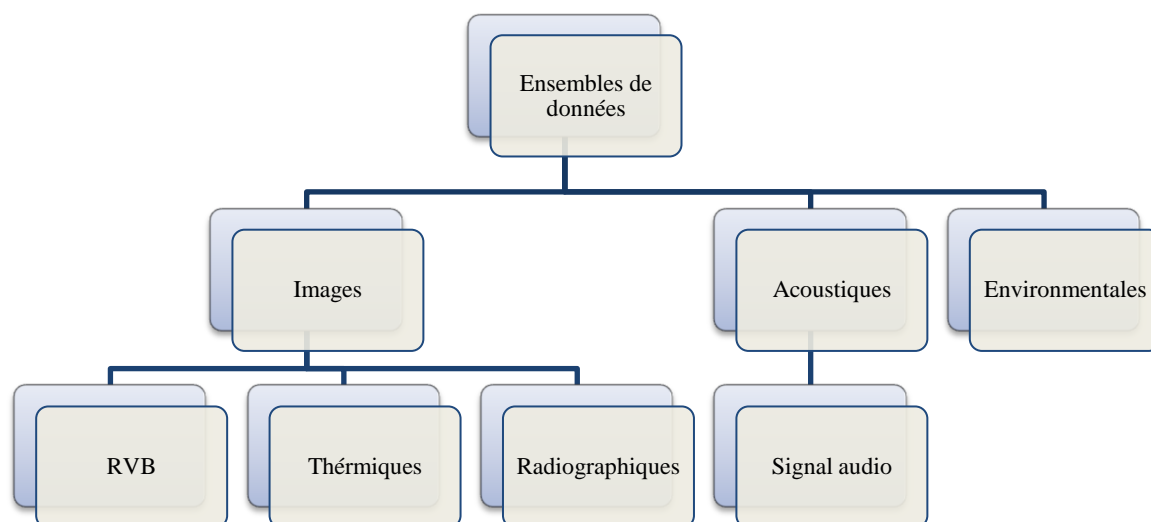 Ensembles de
données
Images
Acoustiques
Environmentales
RVB
Thérmiques
Radiographiques
Signal audio